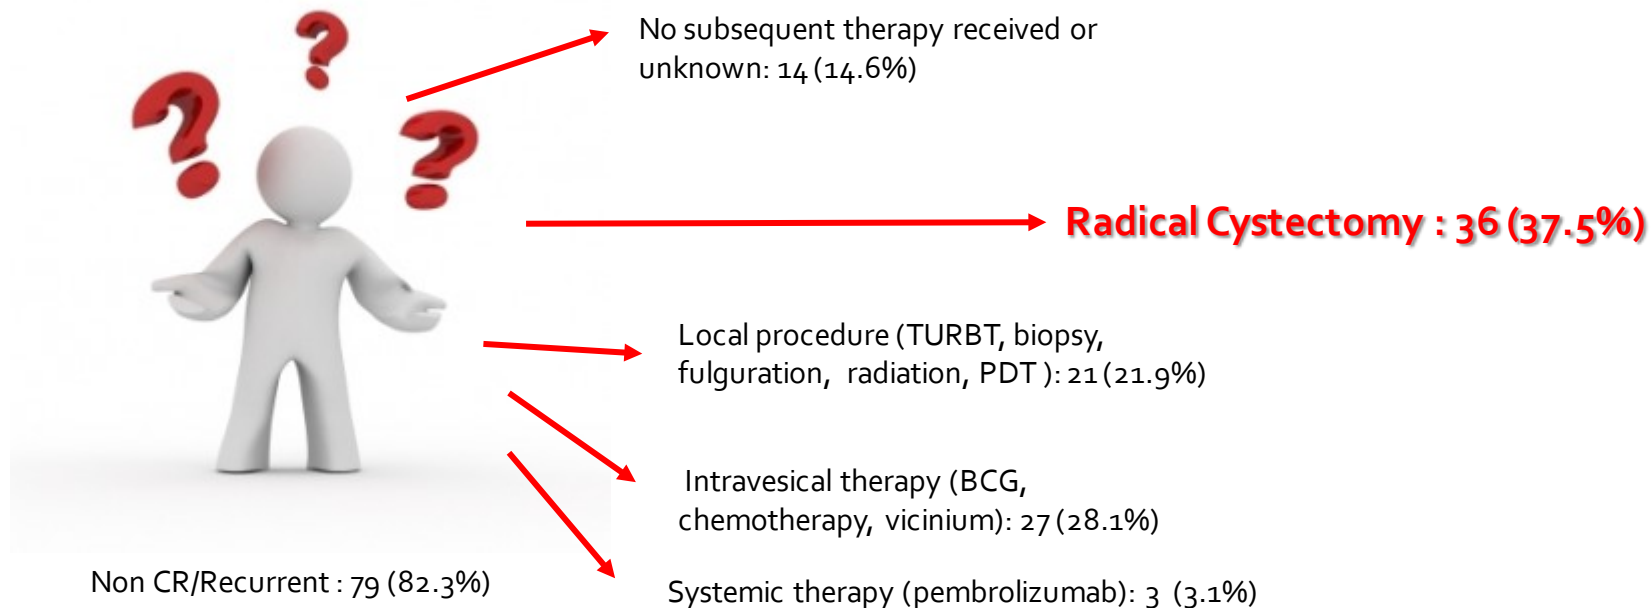 No subsequent therapy received or
unknown: 14 (14.6%)
Radical Cystectomy : 36 (37.5%)
Local procedure (TURBT, biopsy,
fulguration, radiation, PDT ): 21 (21.9%)
Intravesical therapy (BCG,
chemotherapy, vicinium): 27 (28.1%)
Non CR/Recurrent : 79 (82.3%)
Systemic therapy (pembrolizumab): 3 (3.1%)